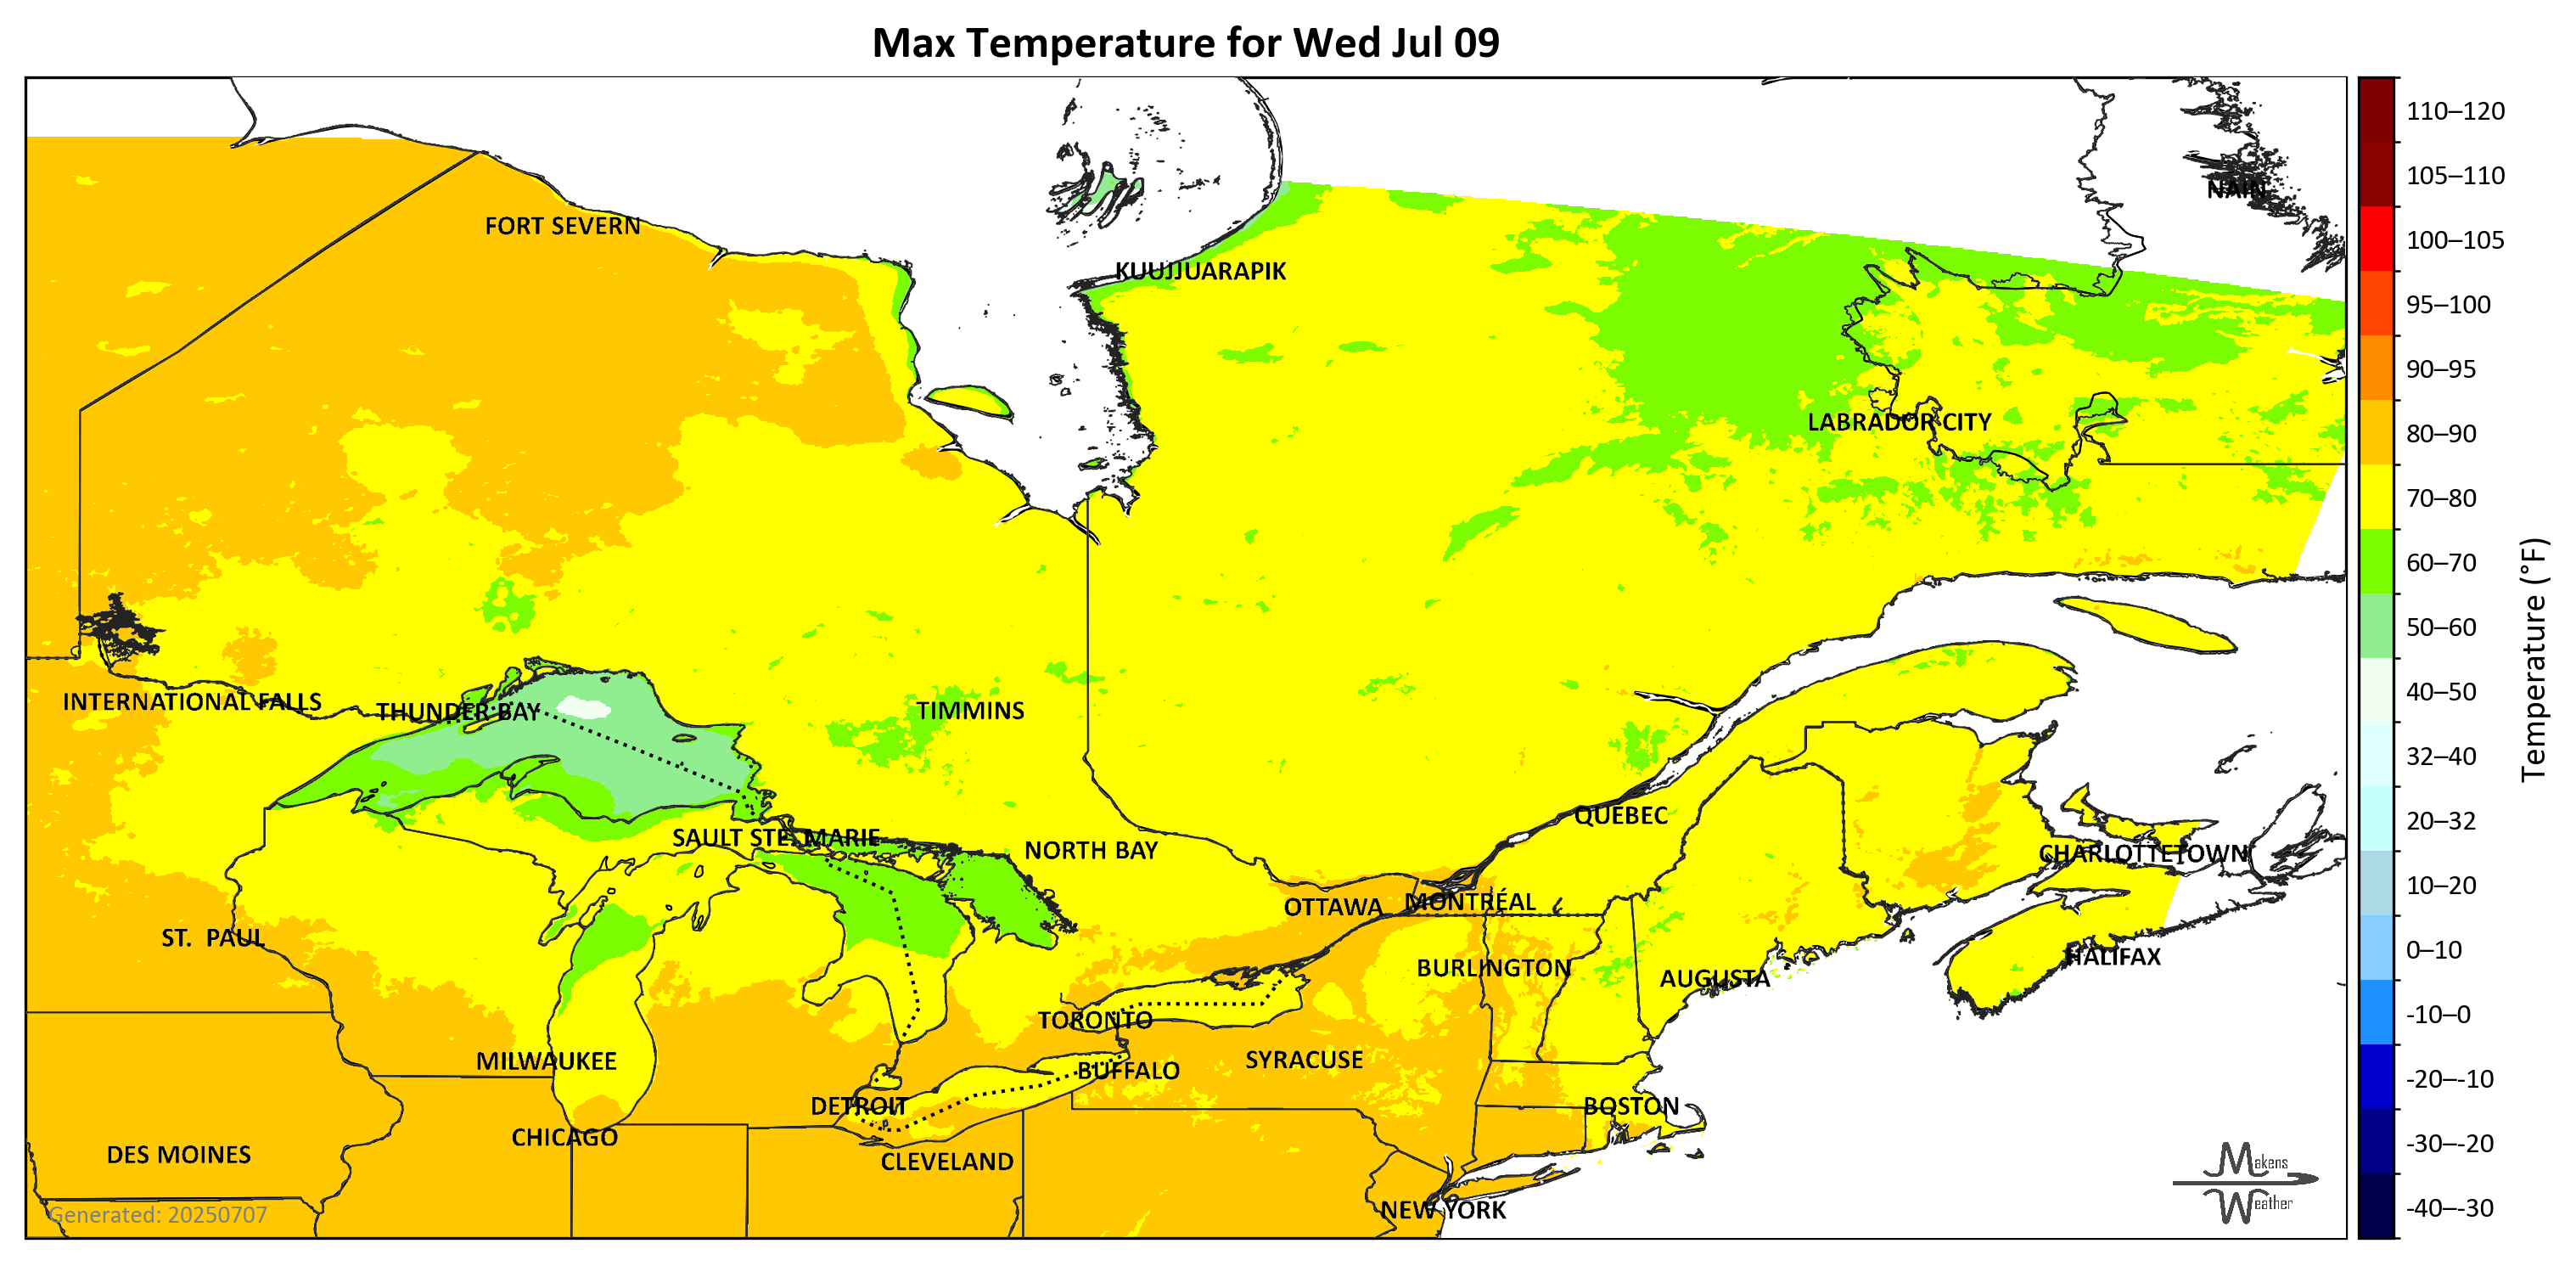 Max Temperature for Wed Jul 09
110–120
105–110
NAIN
FORT SEVERN
100–105
KUUJJUARAPIK
95–100
90–95
LABRADOR CITY
80–90
70–80
60–70
50–60
Temperature (°F)
40–50
INTERNATIONAL FALLS
THUNDER BAY
TIMMINS
32–40
QUEBEC
20–32
SAULT STE. MARIE
NORTH BAY
CHARLOTTETOWN
10–20
OTTAWA
MONTRÉAL
ST. PAUL
0–10
HALIFAX
BURLINGTON
AUGUSTA
-10–0
TORONTO
MILWAUKEE
SYRACUSE
BUFFALO
-20–-10
DETROIT
BOSTON
CHICAGO
-30–-20
DES MOINES
CLEVELAND
Makens
Weather
-40–-30
NEW YORK
Generated: 20250707